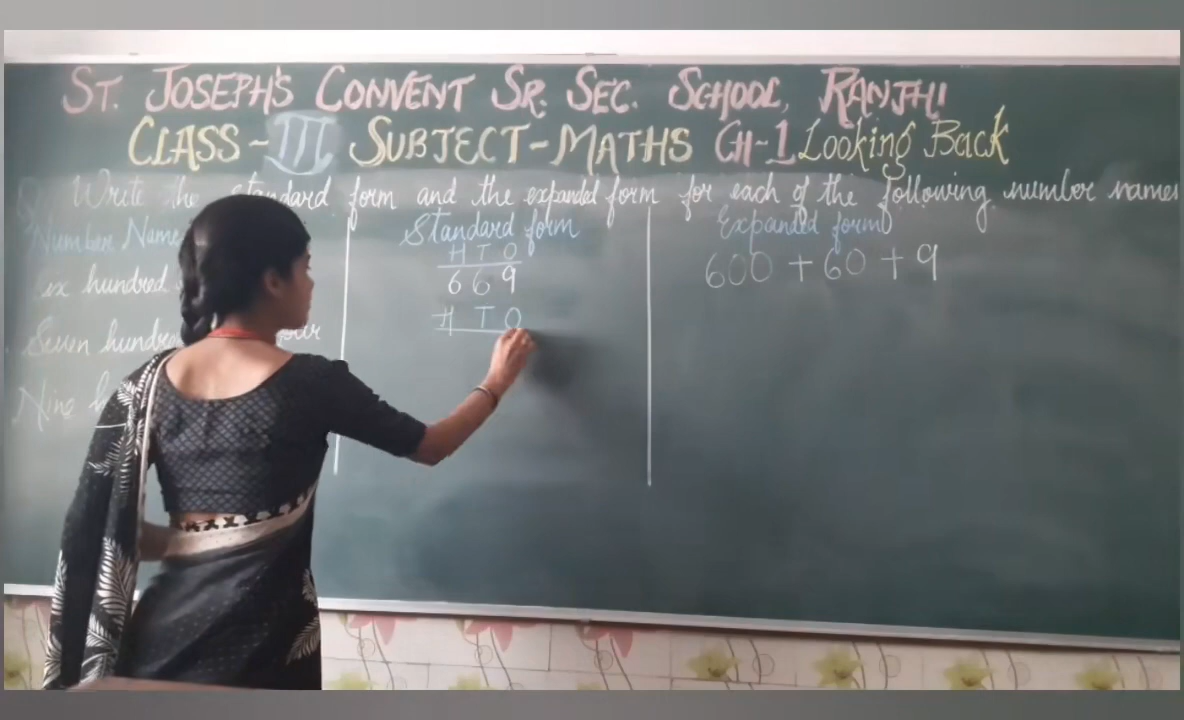 ST. JOSEPH'S CONVENT SR. SEC. SCHOOL, RANJHI
CLASS-III SUBJECT-MATHS CH-1 Looking Back
Write the standard form and the expanded form for each of the following number names
Number Name Standard form Expanded form
H T O
six hundred 6 6 9 600 + 60 + 9
H T O
Seven hundred
Nine